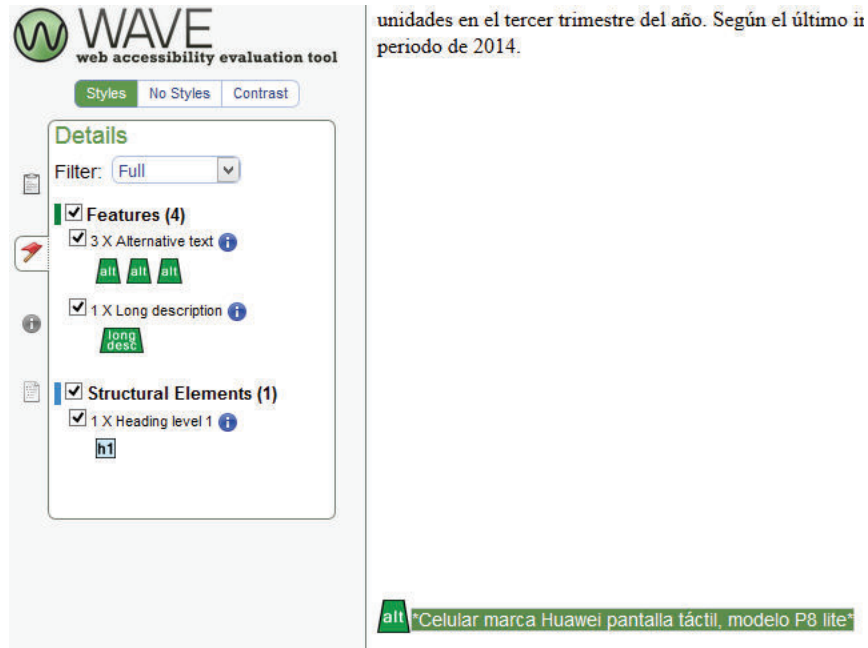 WAVE
web accessibility evaluation tool
Styles No Styles Contrast
Details
Filter: Full
Features (4)
3 X Alternative text
alt alt alt
1 X Long description
long
desc
Structural Elements (1)
1 X Heading level 1
h1
unidades en el tercer trimestre del año. Según el último
periodo de 2014.
alt *Celular marca Huawei pantalla táctil, modelo P8 lite*